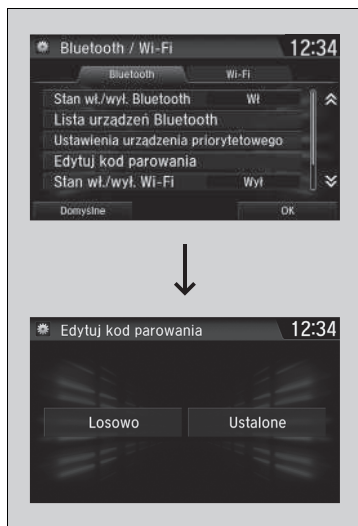 Bluetooth / Wi-Fi 12:34
Bluetooth Wi-Fi
Stan wł./wył. Bluetooth Wł
Lista urządzeń Bluetooth
Ustawienia urządzenia priorytetowego
Edytuj kod parowania
Stan wł./wył. Wi-Fi Wył
Domyślne OK
Edytuj kod parowania 12:34
Losowo Ustalone